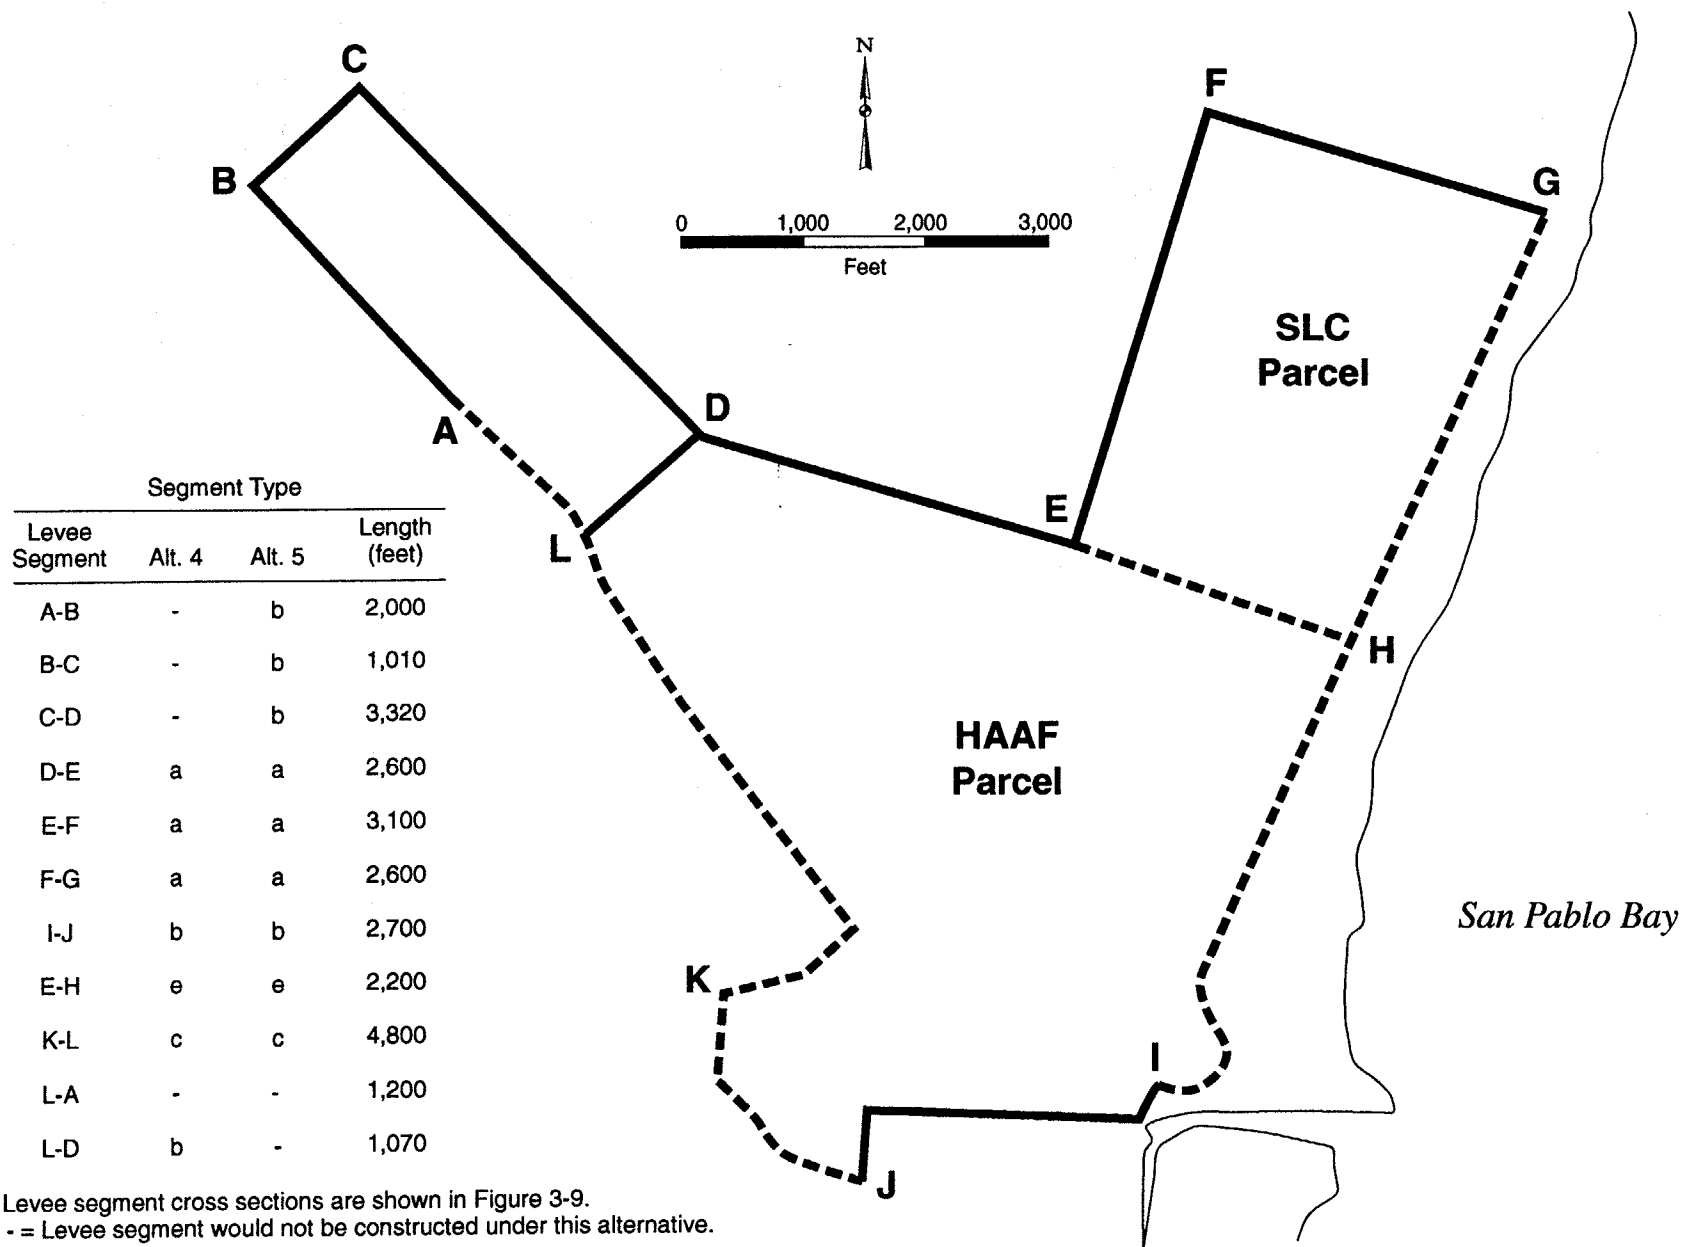 C
N
F
B
G
0 1,000 2,000 3,000
Feet
SLC
Parcel
D
A
E
L
H
HAAF
Parcel
San Pablo Bay
K
I
J
Segment Type
Levee Segment Alt. 4 Alt. 5 Length (feet)
A-B - b 2,000
B-C - b 1,010
C-D - b 3,320
D-E a a 2,600
E-F a a 3,100
F-G a a 2,600
I-J b b 2,700
E-H e e 2,200
K-L c c 4,800
L-A - - 1,200
L-D b - 1,070
Levee segment cross sections are shown in Figure 3-9.
- = Levee segment would not be constructed under this alternative.